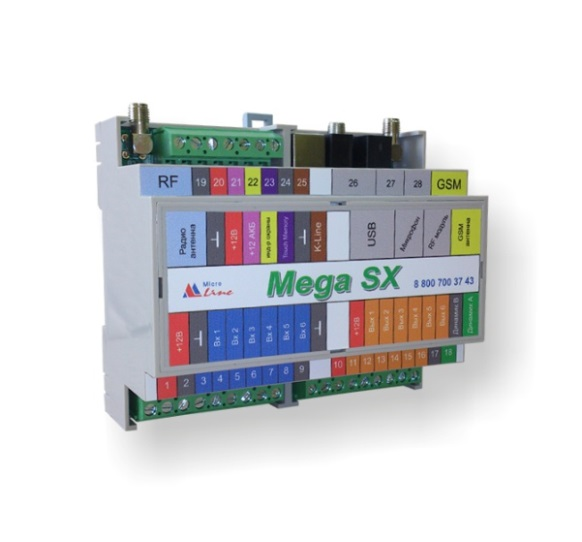 RF 19 20 21 22 23 24 25 26 27 28 GSM
Радио антенна ⊥ +12В +12 АКБ Touch Memory ⊥ K-Line USB Микрофон RF модуль GSM антенна
Micro Line Mega SX 8 800 700 37 43
+12В ⊥ Вх 1 Вх 2 Вх 3 Вх 4 Вх 5 Вх 6 ⊥ +12В Вых 1 Вых 2 Вых 3 Вых 4 Вых 5 Вых 6 Динамик В Динамик А
1 2 3 4 5 6 7 8 9 10 11 12 13 14 15 16 17 18